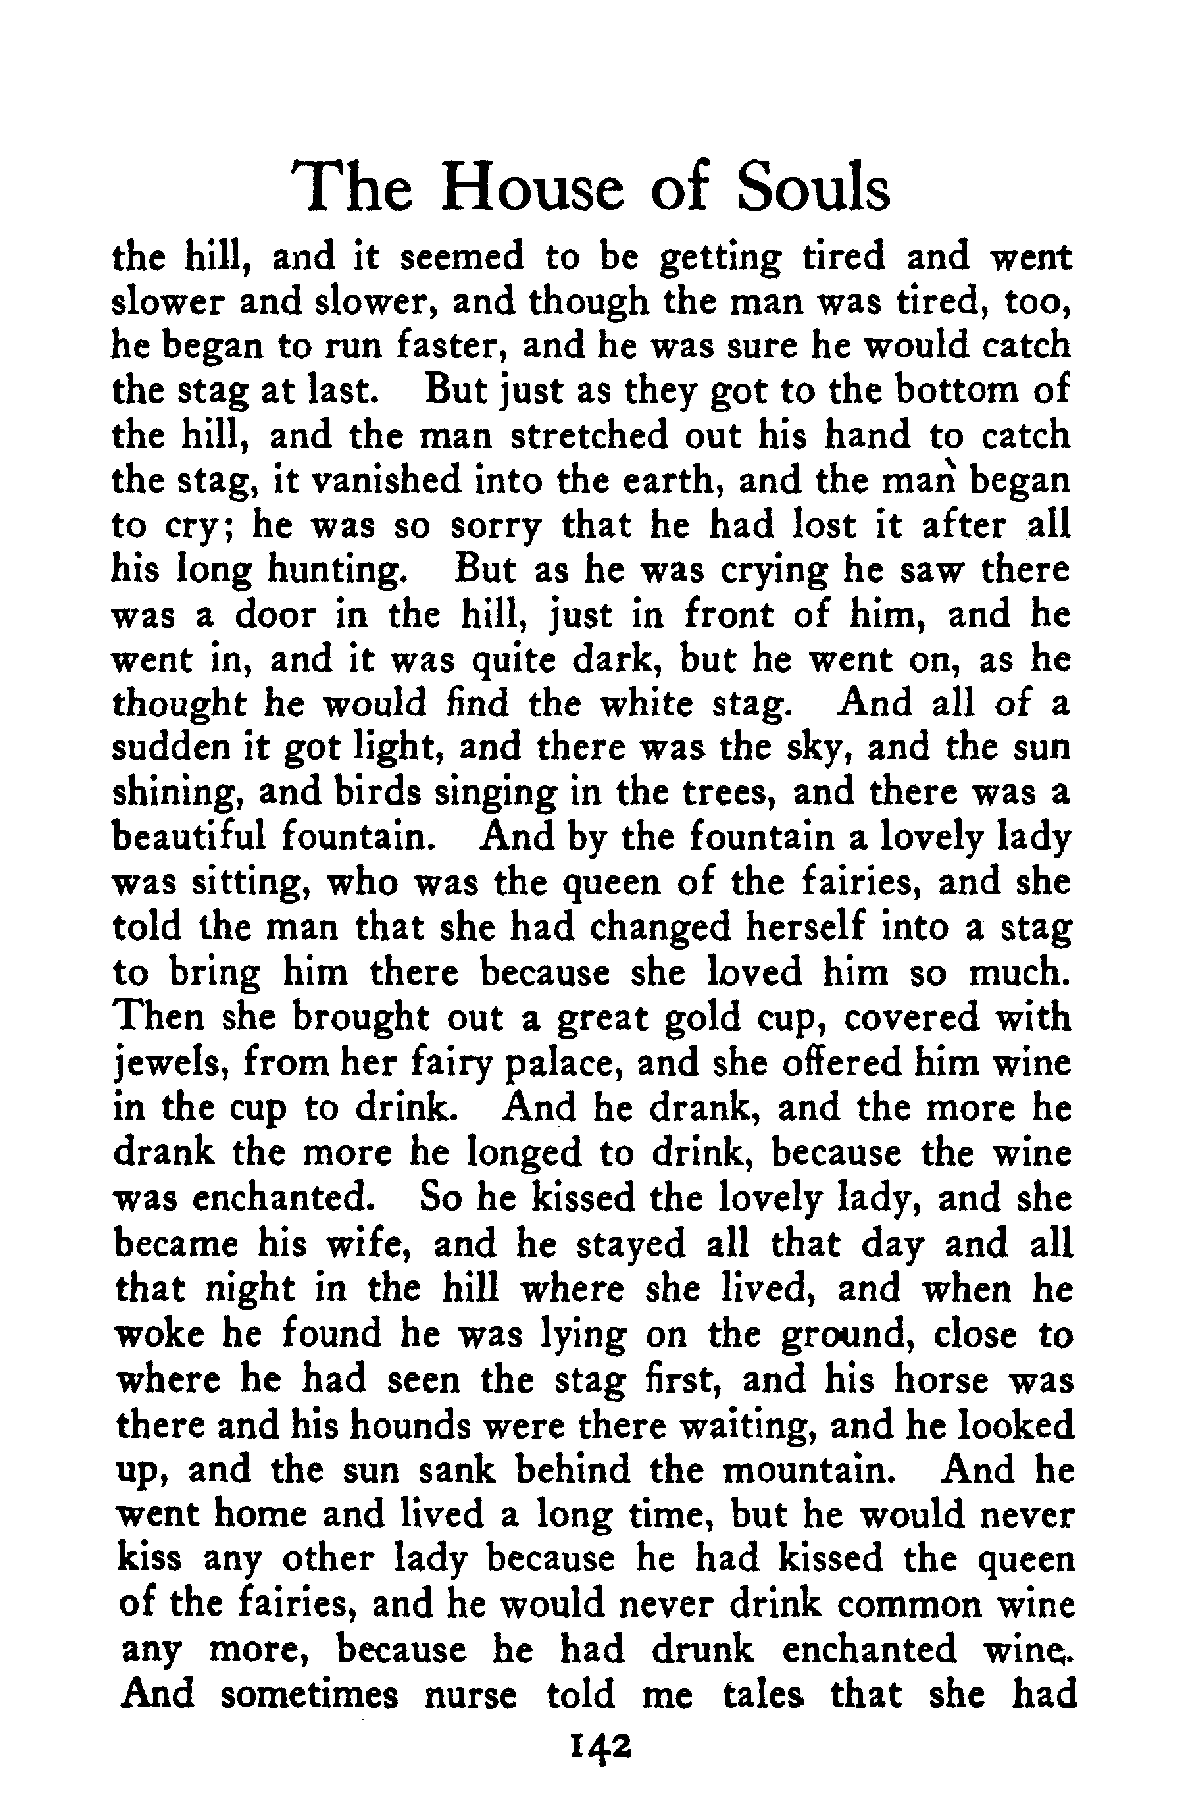 The House of Souls
the hill, and it seemed to be getting tired and went
slower and slower, and though the man was tired, too,
he began to run faster, and he was sure he would catch
the stag at last. But just as they got to the bottom of
the hill, and the man stretched out his hand to catch
the stag, it vanished into the earth, and the man began
to cry; he was so sorry that he had lost it after all
his long hunting. But as he was crying he saw there
was a door in the hill, just in front of him, and he
went in, and it was quite dark, but he went on, as he
thought he would find the white stag. And all of a
sudden it got light, and there was the sky, and the sun
shining, and birds singing in the trees, and there was a
beautiful fountain. And by the fountain a lovely lady
was sitting, who was the queen of the fairies, and she
told the man that she had changed herself into a stag
to bring him there because she loved him so much.
Then she brought out a great gold cup, covered with
jewels, from her fairy palace, and she offered him wine
in the cup to drink. And he drank, and the more he
drank the more he longed to drink, because the wine
was enchanted. So he kissed the lovely lady, and she
became his wife, and he stayed all that day and all
that night in the hill where she lived, and when he
woke he found he was lying on the ground, close to
where he had seen the stag first, and his horse was
there and his hounds were there waiting, and he looked
up, and the sun sank behind the mountain. And he
went home and lived a long time, but he would never
kiss any other lady because he had kissed the queen
of the fairies, and he would never drink common wine
any more, because he had drunk enchanted wine.
And sometimes nurse told me tales that she had
142